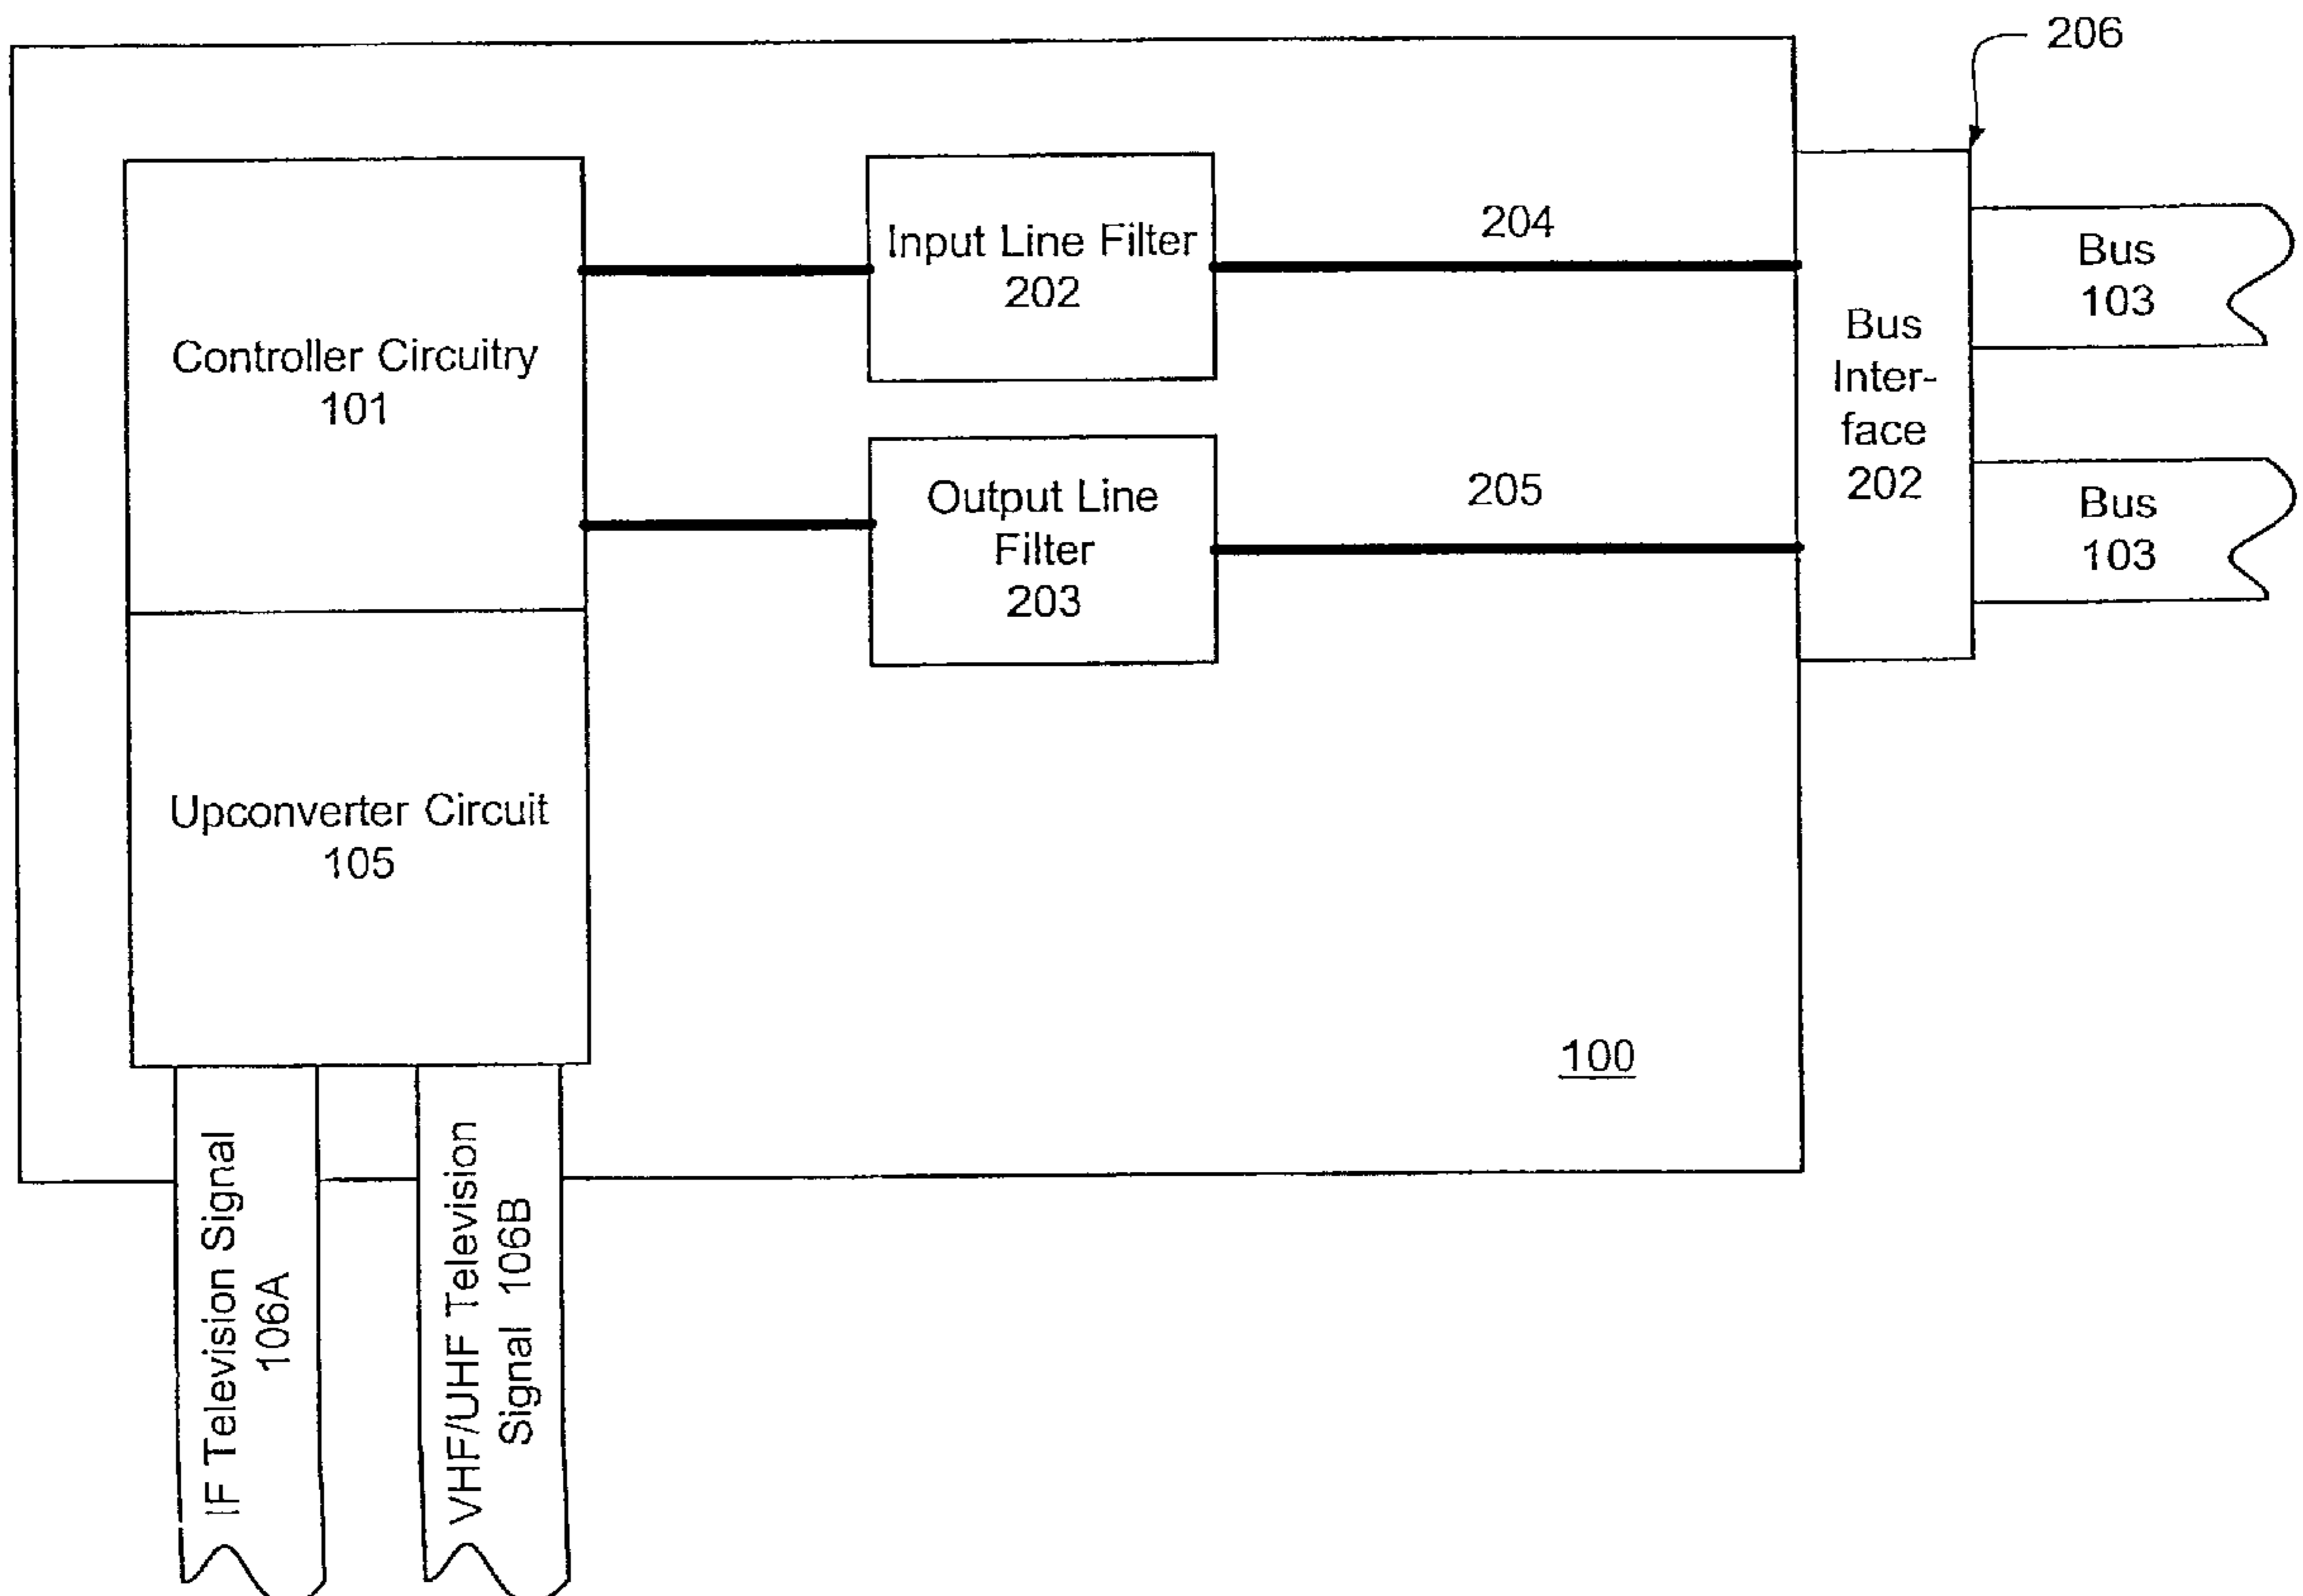 206
Input Line Filter
202
204
Bus
103
Controller Circuitry
101
Bus
Inter-
face
202
Output Line
Filter
203
205
Bus
103
Upconverter Circuit
105
100
IF Television Signal
106A
VHF/UHF Television
Signal 106B